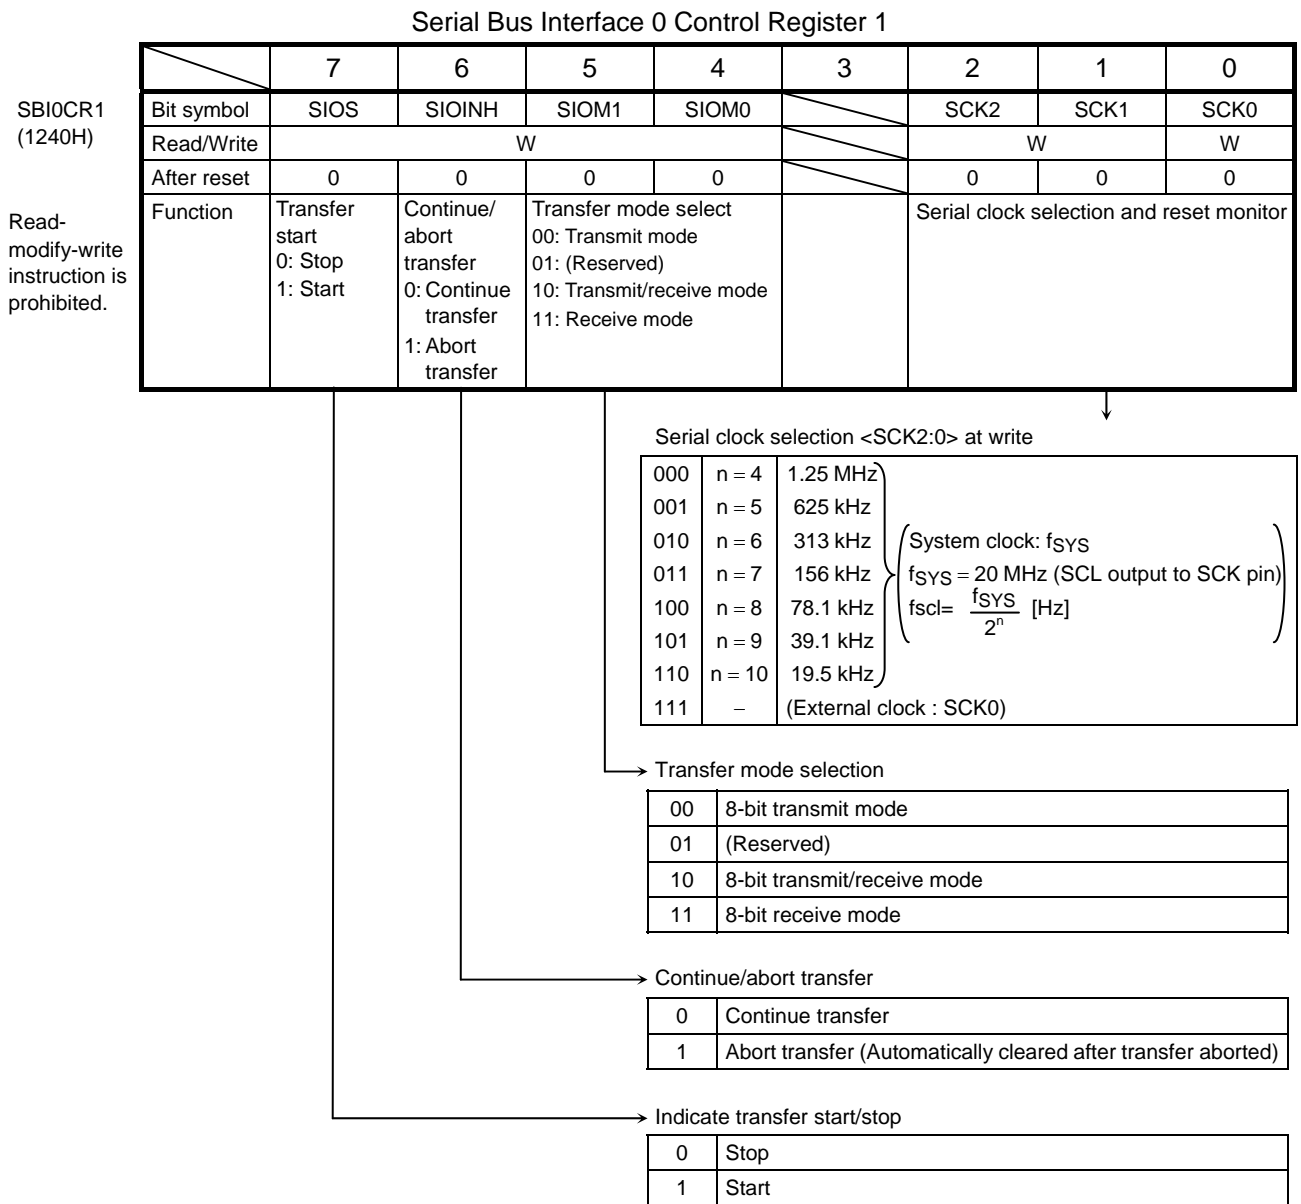 Serial Bus Interface 0 Control Register 1
7 6 5 4 3 2 1 0
SBI0CR1
(1240H)
Bit symbol SIOS SIOINH SIOM1 SIOM0 SCK2 SCK1 SCK0
Read/Write W W W
After reset 0 0 0 0 0 0 0
Read-
modify-write
instruction is
prohibited.
Function
Transfer
start
0: Stop
1: Start
Continue/
abort
transfer
0: Continue
transfer
1: Abort
transfer
Transfer mode select
00: Transmit mode
01: (Reserved)
10: Transmit/receive mode
11: Receive mode
Serial clock selection and reset monitor
Serial clock selection <SCK2:0> at write
000 n = 4 1.25 MHz
001 n = 5 625 kHz
010 n = 6 313 kHz
011 n = 7 156 kHz
100 n = 8 78.1 kHz
101 n = 9 39.1 kHz
110 n = 10 19.5 kHz
111 – (External clock : SCK0)
System clock: fSYS
fSYS = 20 MHz (SCL output to SCK pin)
fscl= fSYS/2^n [Hz]
Transfer mode selection
00 8-bit transmit mode
01 (Reserved)
10 8-bit transmit/receive mode
11 8-bit receive mode
Continue/abort transfer
0 Continue transfer
1 Abort transfer (Automatically cleared after transfer aborted)
Indicate transfer start/stop
0 Stop
1 Start